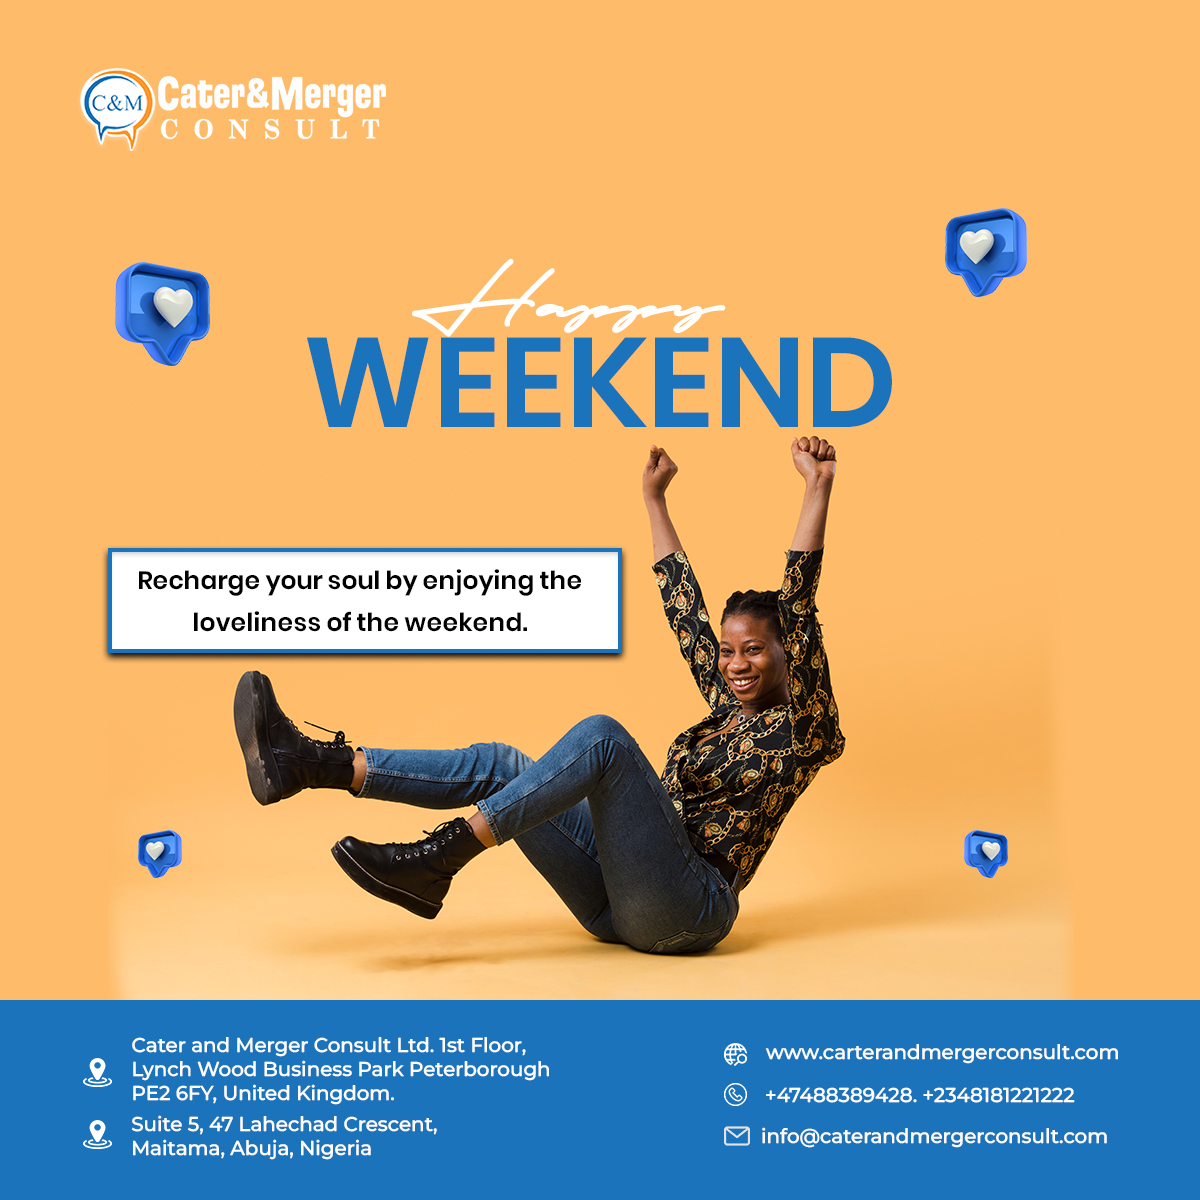 C&M
Cater&Merger
CONSULT
Happy
WEEKEND
Recharge your soul by enjoying the
loveliness of the weekend.
Cater and Merger Consult Ltd. 1st Floor,
Lynch Wood Business Park Peterborough
PE2 6FY, United Kingdom.
Suite 5, 47 Lahechad Crescent,
Maitama, Abuja, Nigeria
www.carterandmergerconsult.com
+47488389428. +2348181221222
info@caterandmergerconsult.com